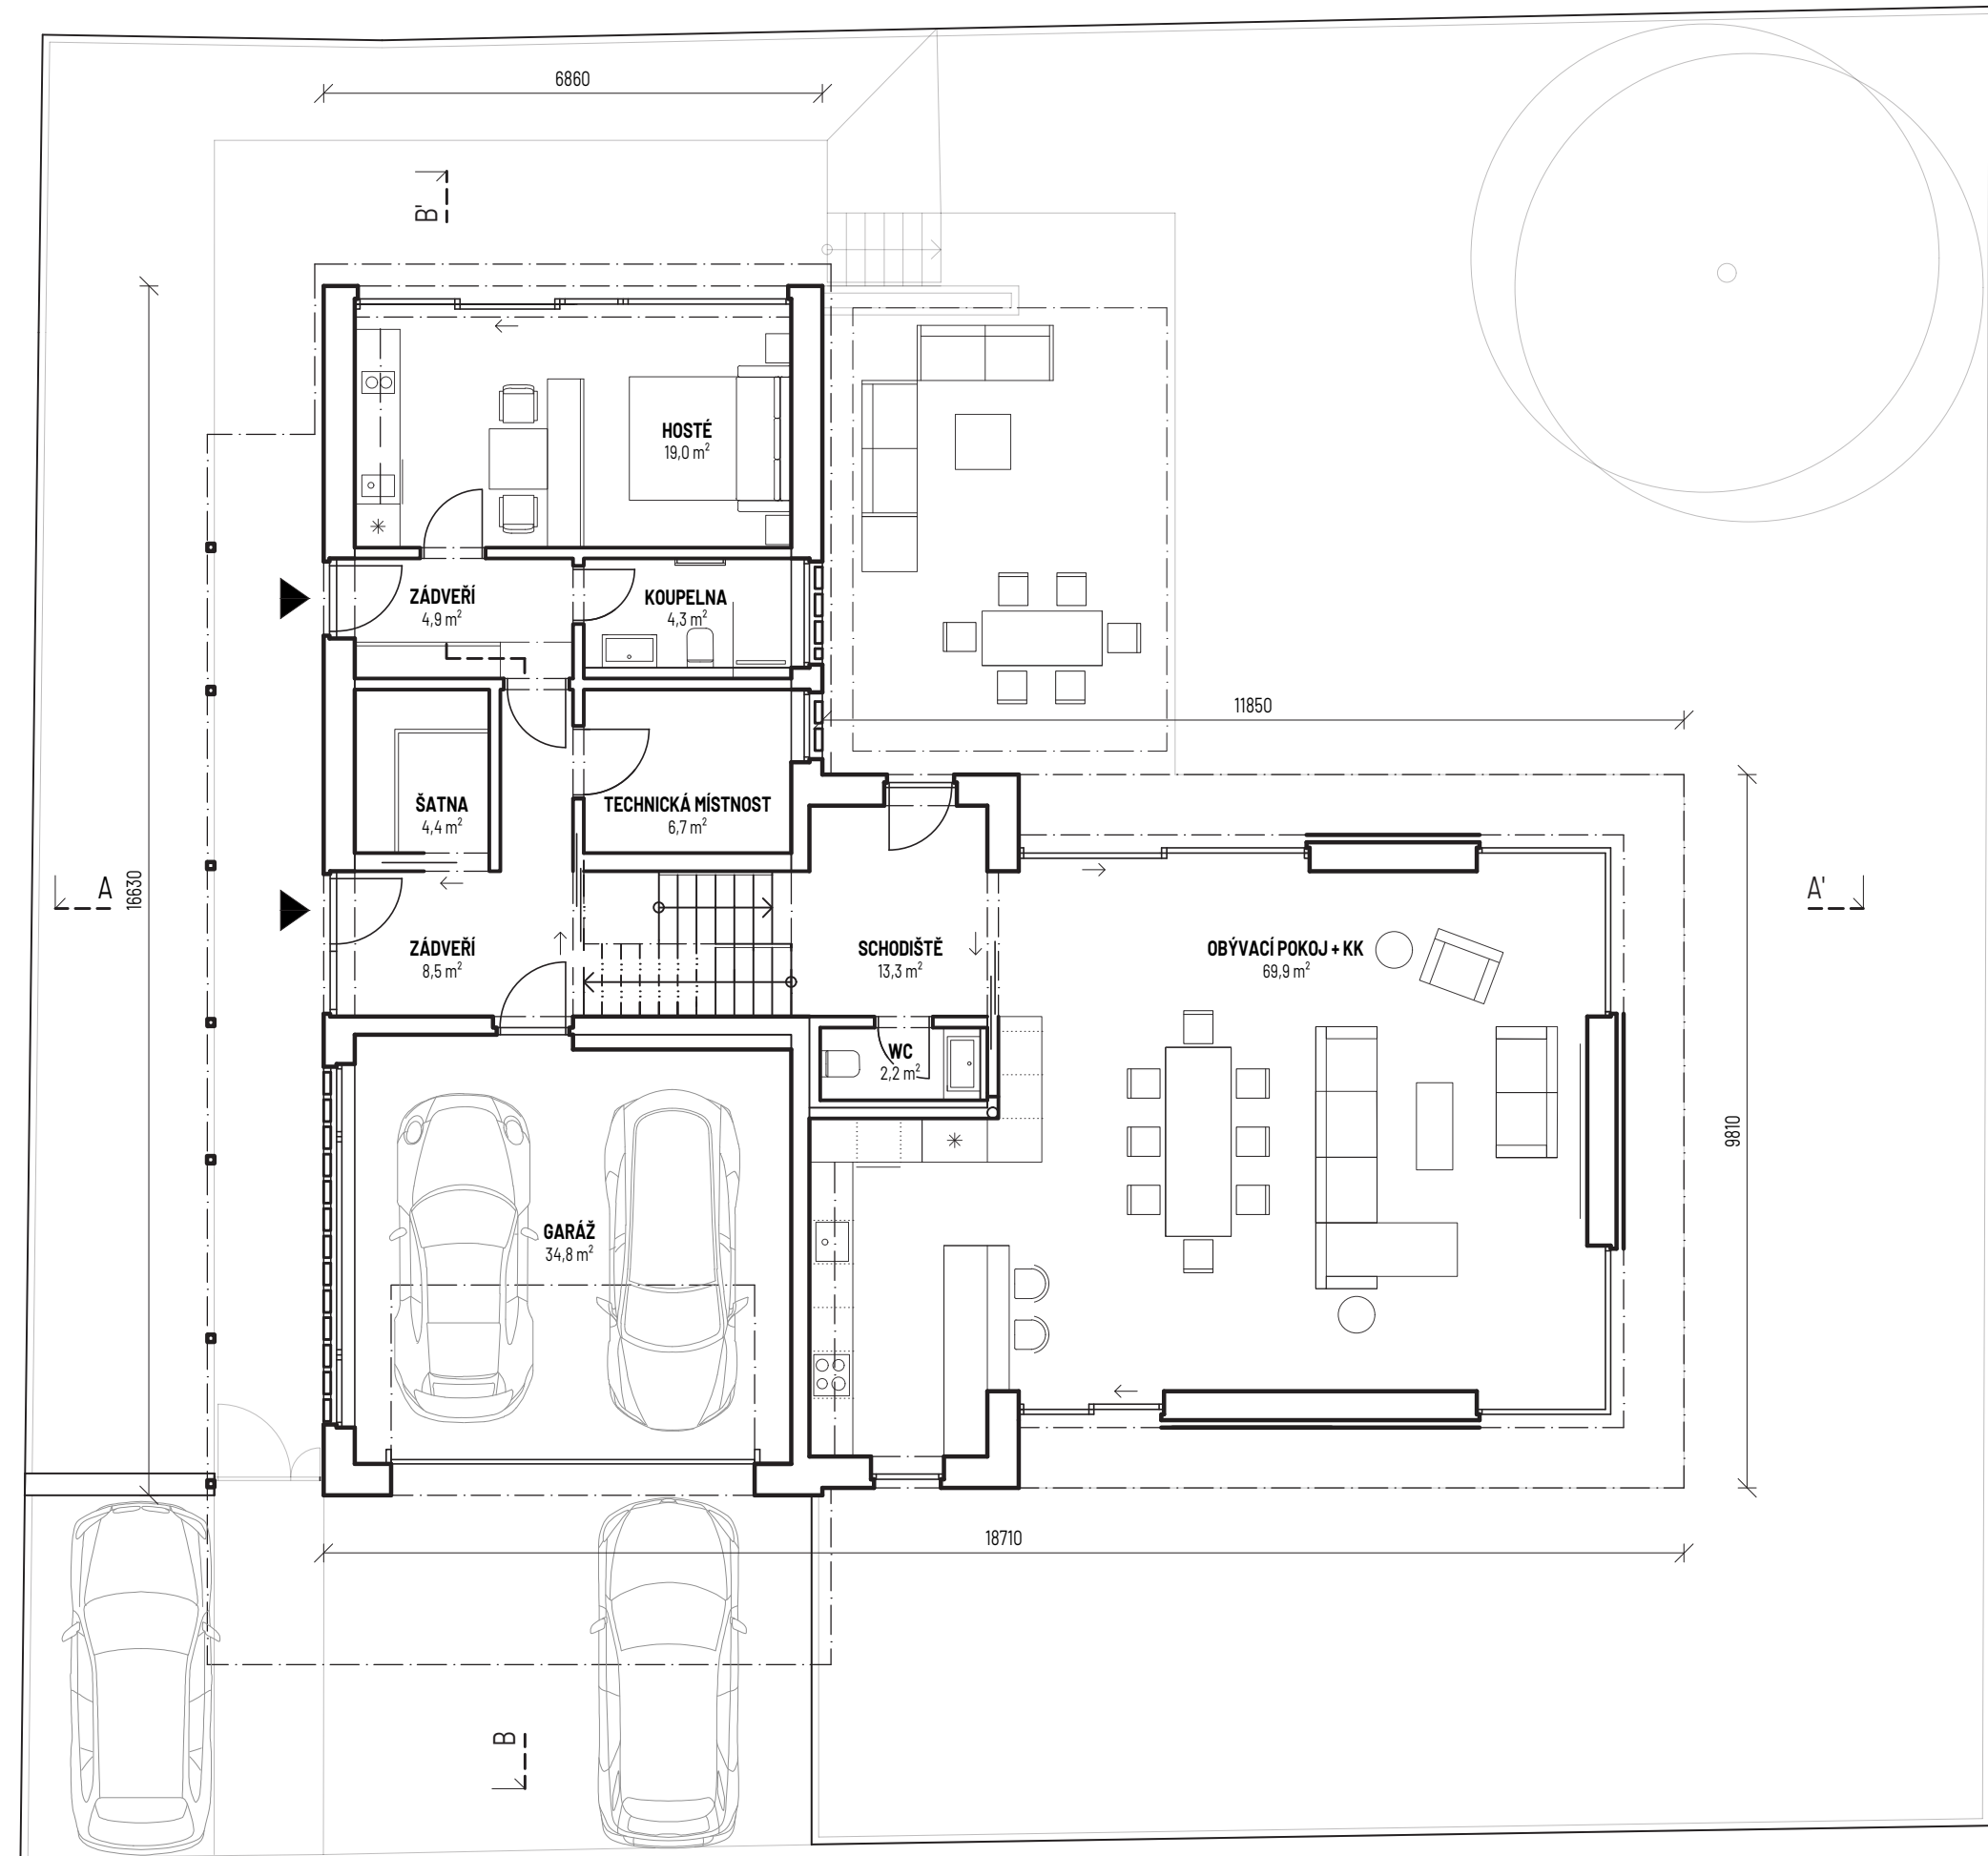 6860
B'
HOSTÉ
19,0 m²
ZÁDVEŘÍ
4,9 m²
KOUPELNA
4,3 m²
11850
ŠATNA
4,4 m²
TECHNICKÁ MÍSTNOST
6,7 m²
A
16630
A'
ZÁDVEŘÍ
8,5 m²
SCHODIŠTĚ
13,3 m²
OBÝVACÍ POKOJ + KK
69,9 m²
WC
2,2 m²
9810
GARÁŽ
34,8 m²
18710
B